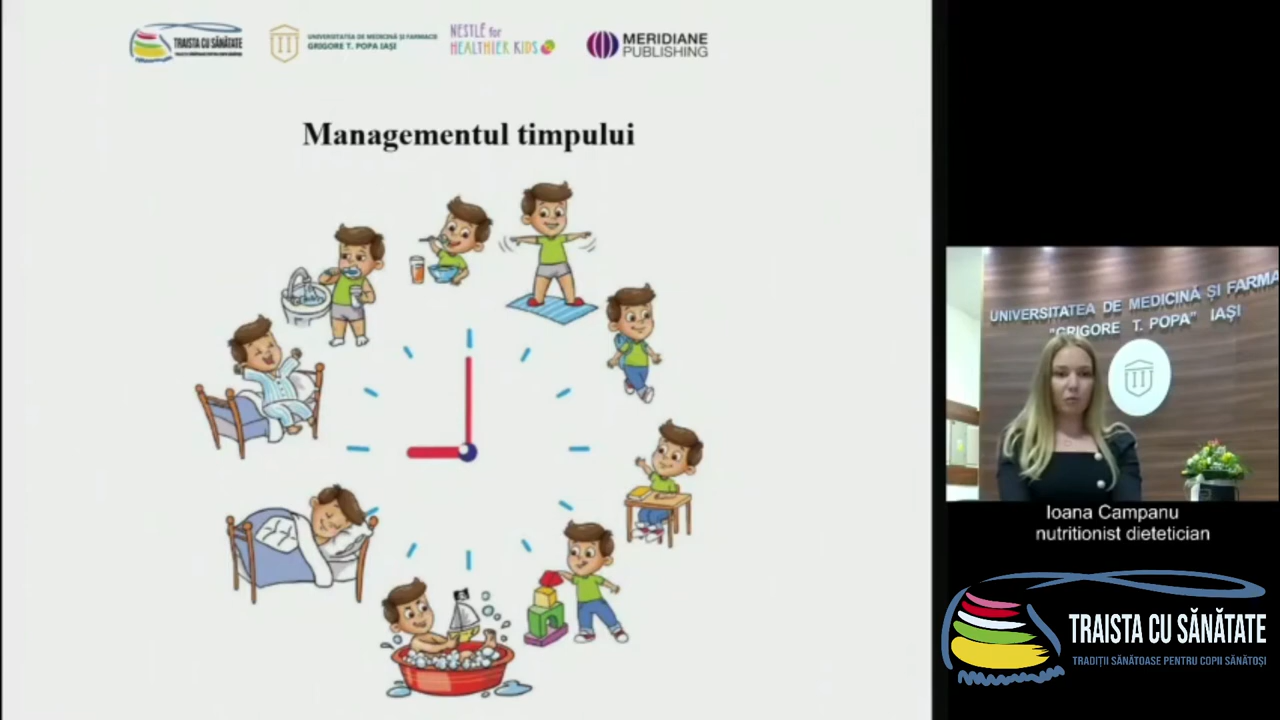 TRAISTA CU SĂNĂTATE
UNIVERSITATEA DE MEDICINĂ ȘI FARMACIE
GRIGORE T. POPA IAȘI
NESTLÉ for
HEALTHIER KIDS
MERIDIANE
PUBLISHING
Managementul timpului
UNIVERSITATEA DE MEDICINĂ ȘI FARMA
"GRIGORE T. POPA" IAȘI
Ioana Campanu
nutritionist dietetician
TRAISTA CU SĂNĂTATE
TRADIȚII SĂNĂTOASE PENTRU COPII SĂNĂTOȘI